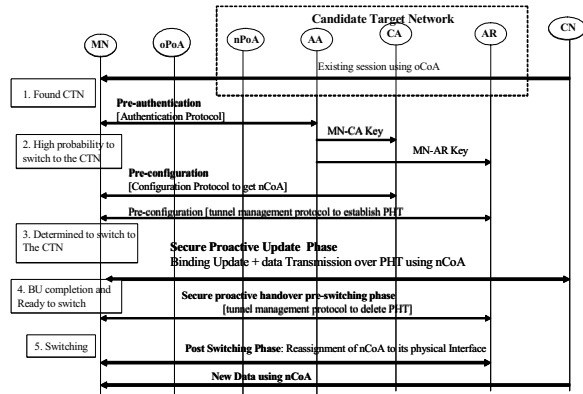 Candidate Target Network
MN
oPoA
nPoA
AA
CA
AR
CN
Existing session using oCoA
1. Found CTN
Pre-authentication
[Authentication Protocol]
MN-CA Key
2. High probability to
switch to the CTN
MN-AR Key
Pre-configuration
[Configuration Protocol to get nCoA]
Pre-configuration [tunnel management protocol to establish PHT
3. Determined to switch to
The CTN
Secure Proactive Update Phase
Binding Update + data Transmission over PHT using nCoA
4. BU completion and
Ready to switch
Secure proactive handover pre-switching phase
[tunnel management protocol to delete PHT]
5. Switching
Post Switching Phase: Reassignment of nCoA to its physical Interface
New Data using nCoA